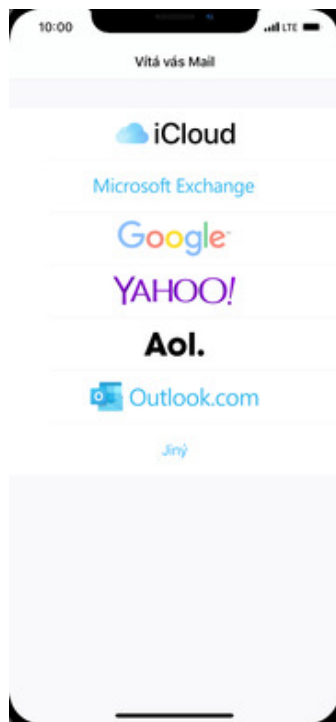 10:00 LTE
Vítá vás Mail
iCloud
Microsoft Exchange
Google
YAHOO!
Aol.
Outlook.com
Jiný